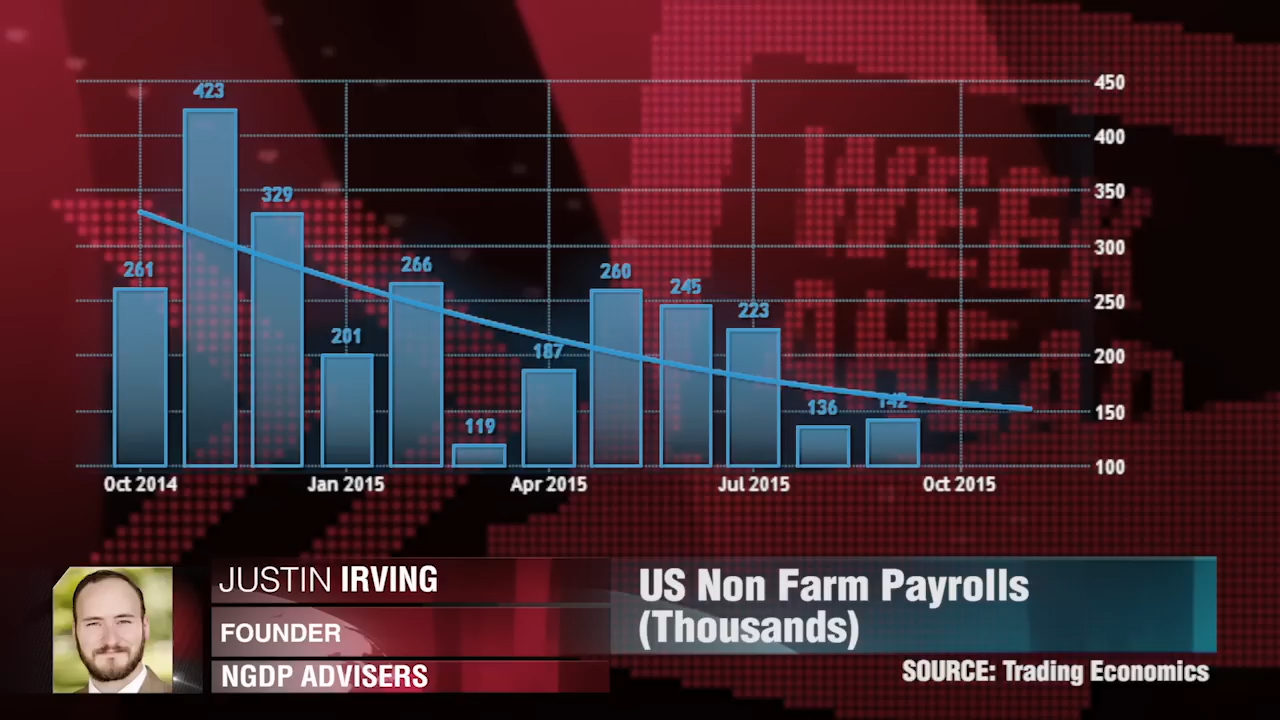 423
450
400
329
350
261
266
260
245
300
223
250
201
187
200
136
142
119
150
100
Oct 2014
Jan 2015
Apr 2015
Jul 2015
Oct 2015
JUSTIN IRVING
FOUNDER
NGDP ADVISERS
US Non Farm Payrolls
(Thousands)
SOURCE: Trading Economics